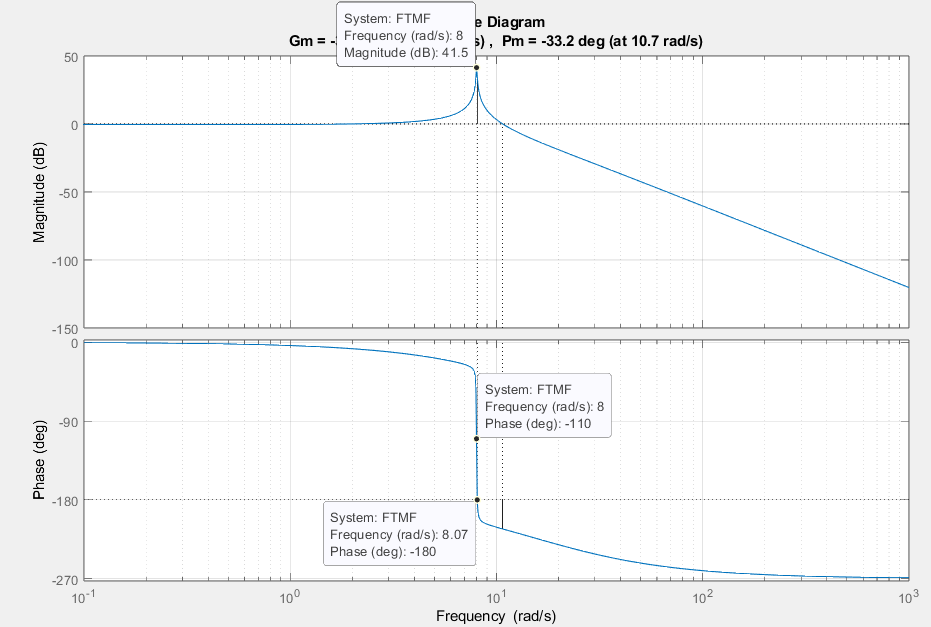 System: FTMF
Frequency (rad/s): 8
Magnitude (dB): 41.5
Diagram
Gm = - s) , Pm = -33.2 deg (at 10.7 rad/s)
50
0
-50
-100
-150
Magnitude (dB)
0
-90
-180
-270
Phase (deg)
System: FTMF
Frequency (rad/s): 8
Phase (deg): -110
System: FTMF
Frequency (rad/s): 8.07
Phase (deg): -180
10^-1
10^0
10^1
10^2
10^3
Frequency (rad/s)